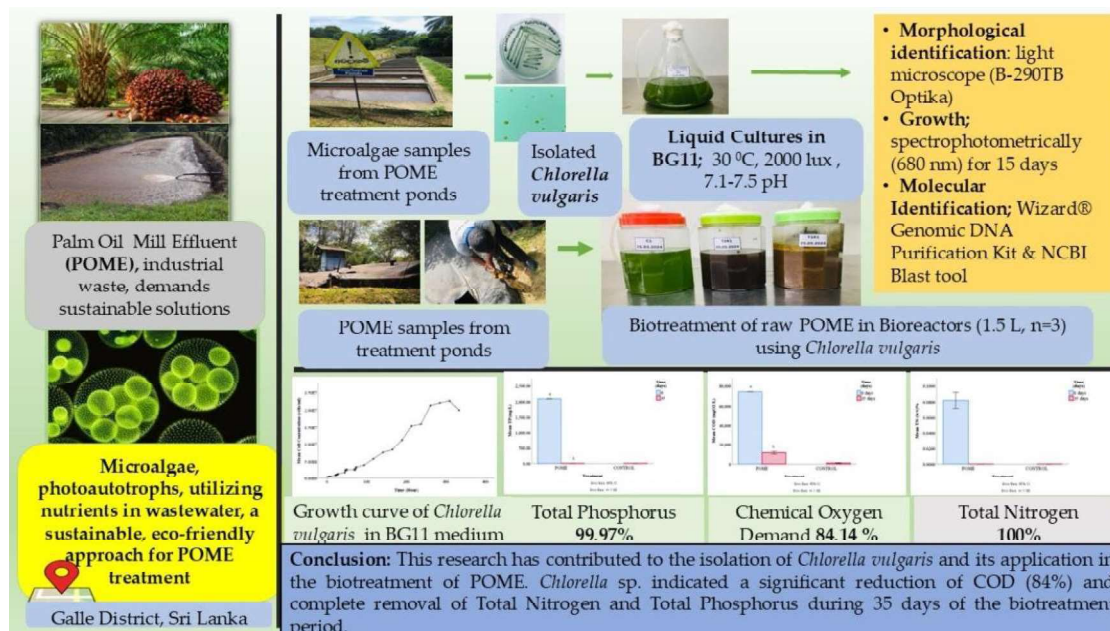 Palm Oil Mill Effluent
(POME), industrial
waste, demands
sustainable solutions
Microalgae,
photoautotrophs, utilizing
nutrients in wastewater, a
sustainable, eco-friendly
approach for POME
treatment
Galle District, Sri Lanka
Microalgae samples
from POME
treatment ponds
Isolated
Chlorella
vulgaris
Liquid Cultures in
BG11; 30 ⁰C, 2000 lux ,
7.1-7.5 pH
• Morphological
identification: light
microscope (B-290TB
Optika)
• Growth;
spectrophotometrically
(680 nm) for 15 days
• Molecular
Identification; Wizard®
Genomic DNA
Purification Kit & NCBI
Blast tool
POME samples from
treatment ponds
Biotreatment of raw POME in Bioreactors (1.5 L, n=3)
using Chlorella vulgaris
POME CONTROL
POME CONTROL
POME CONTROL
Growth curve of Chlorella
vulgaris in BG11 medium
Total Phosphorus
99.97%
Chemical Oxygen
Demand 84.14 %
Total Nitrogen
100%
Conclusion: This research has contributed to the isolation of Chlorella vulgaris and its application in
the biotreatment of POME. Chlorella sp. indicated a significant reduction of COD (84%) and
complete removal of Total Nitrogen and Total Phosphorus during 35 days of the biotreatment
period.